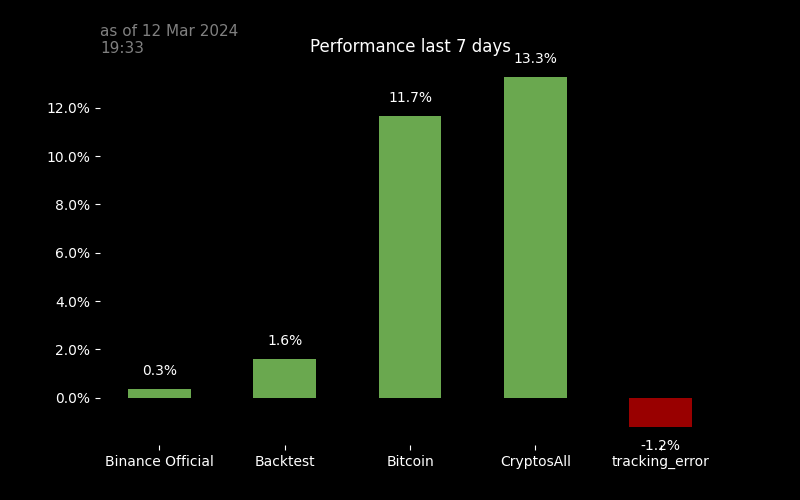 as of 12 Mar 2024
19:33
Performance last 7 days
13.3%
12.0%
11.7%
10.0%
8.0%
6.0%
4.0%
2.0%
1.6%
0.3%
0.0%
-1.2%
Binance Official
Backtest
Bitcoin
CryptosAll
tracking_error